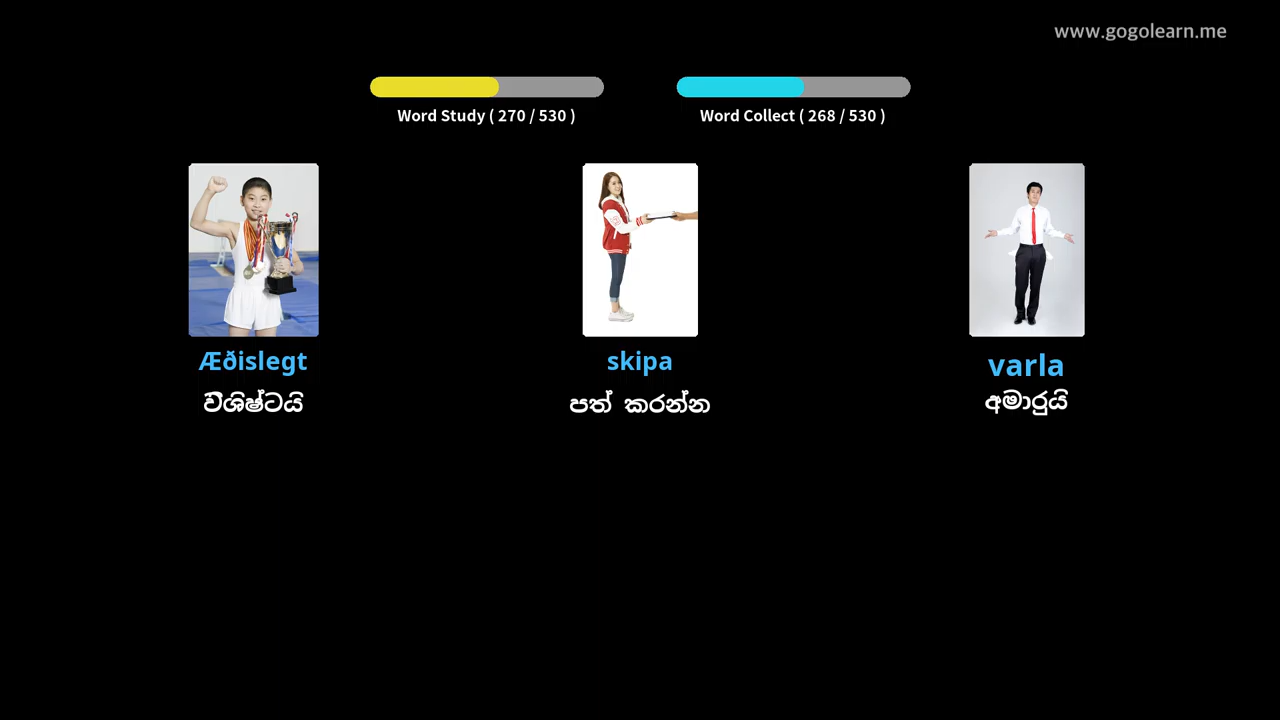 www.gogolearn.me
Word Study ( 270 / 530 )
Word Collect ( 268 / 530 )
Æðislegt
skipa
varla
විශිෂ්ටයි
පත් කරන්න
අමාරුයි